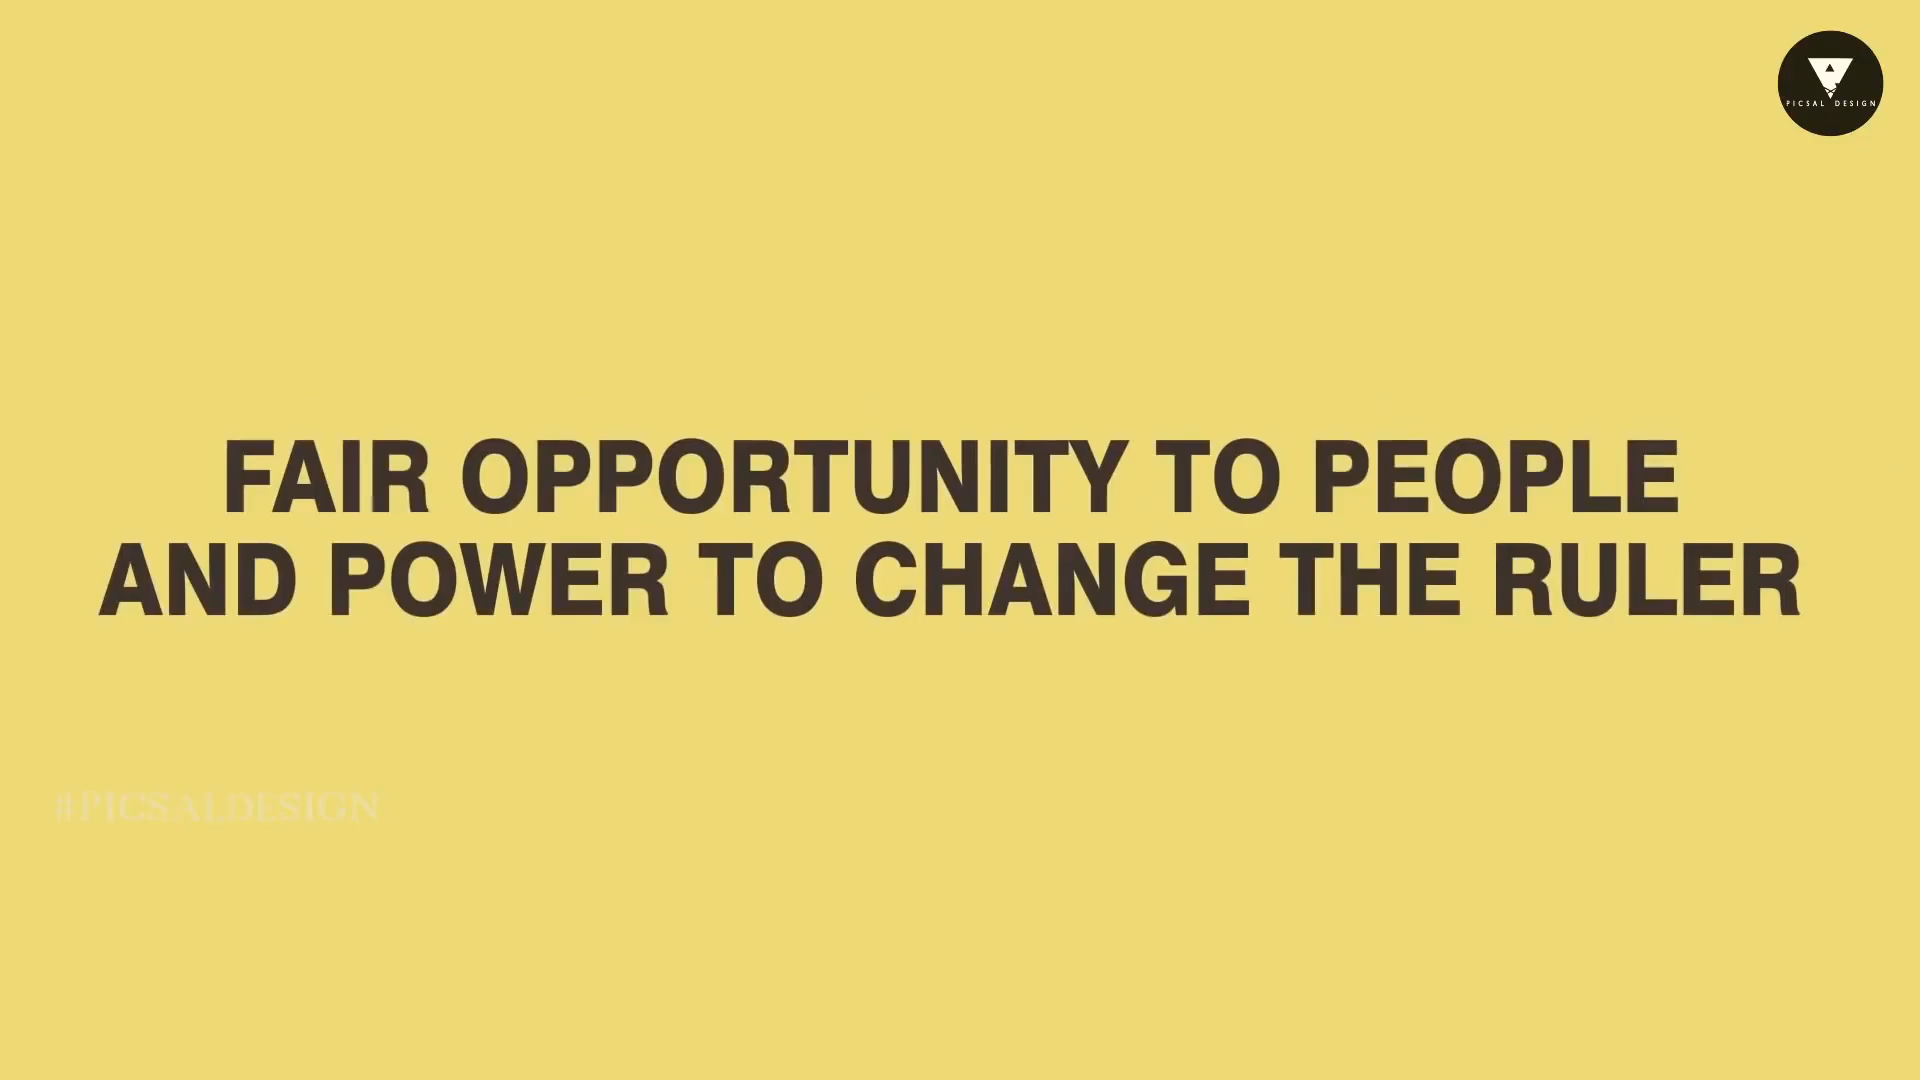 PICSAL DESIGN
FAIR OPPORTUNITY TO PEOPLE
AND POWER TO CHANGE THE RULER
#PICSALDESIGN